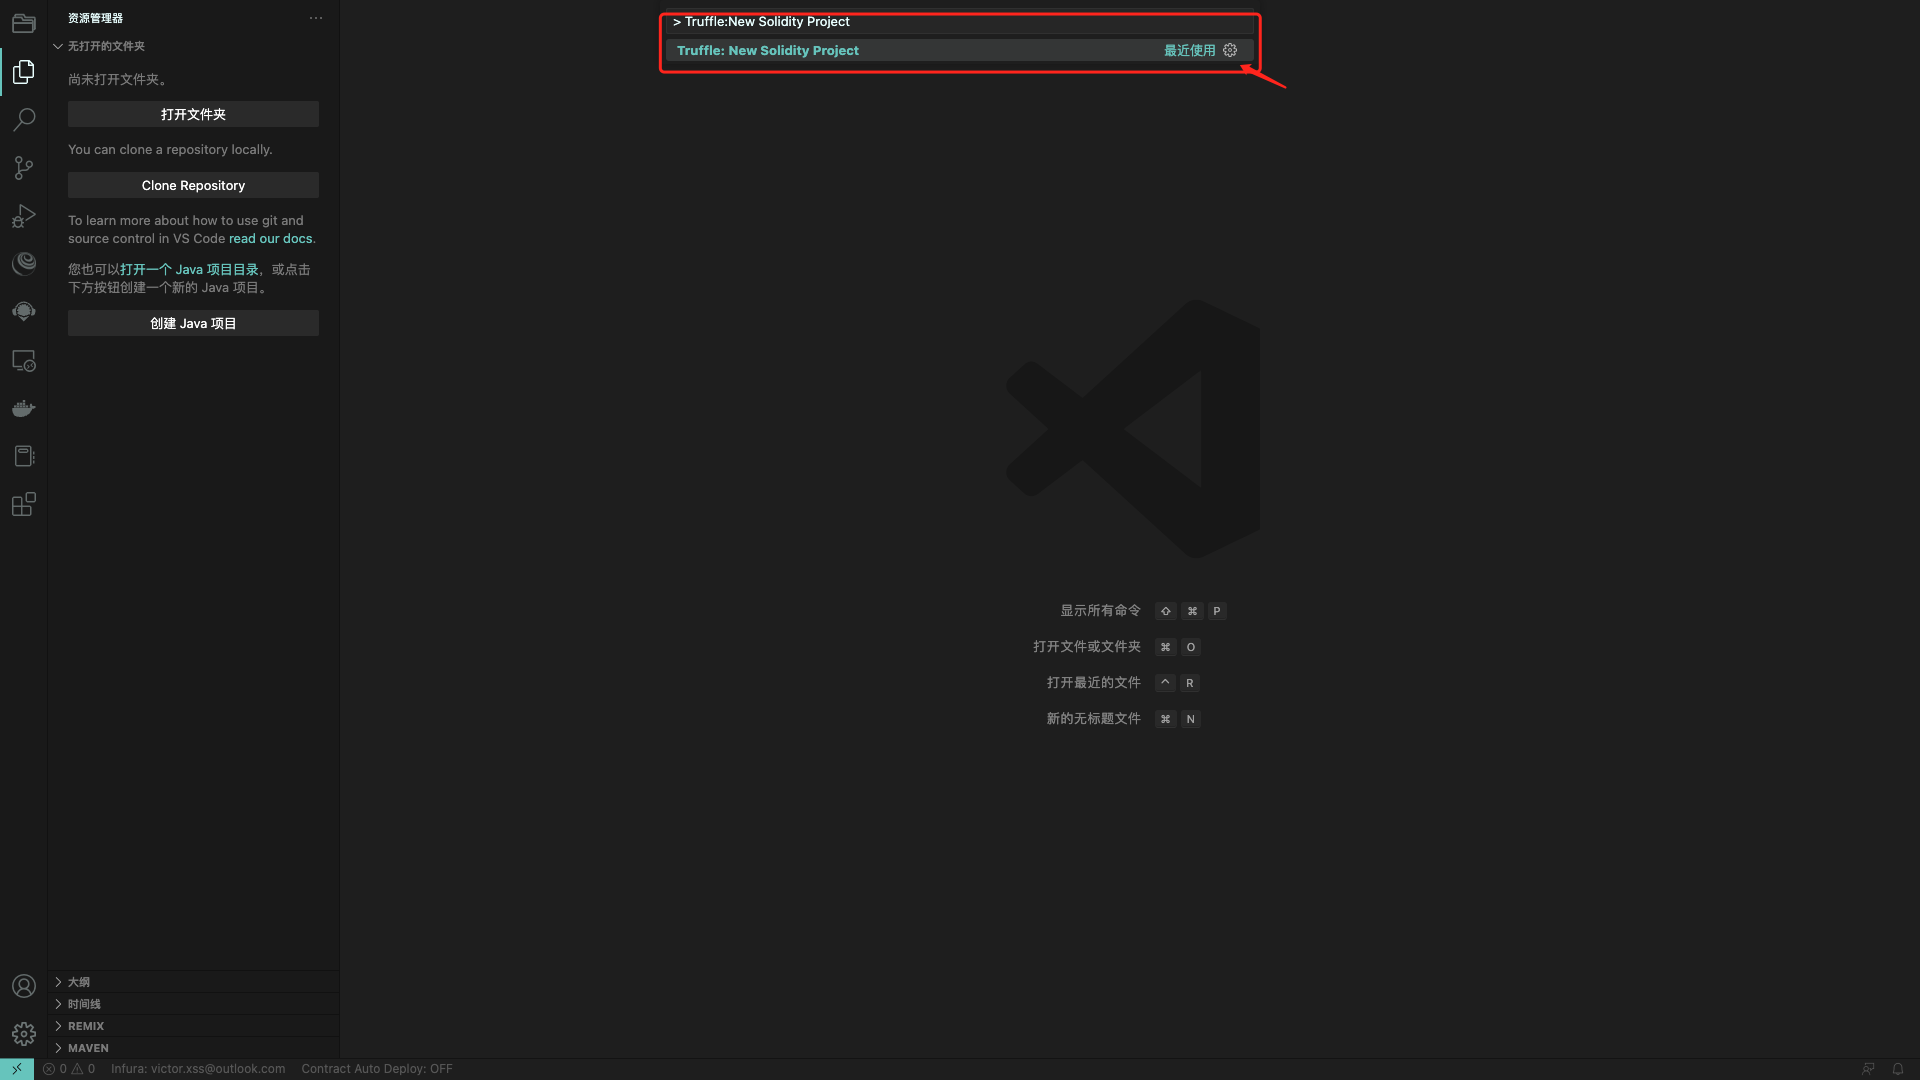 资源管理器
无打开的文件夹
尚未打开文件夹。
打开文件夹
You can clone a repository locally.
Clone Repository
To learn more about how to use git and
source control in VS Code read our docs.
您也可以打开一个 Java 项目目录，或点击
下方按钮创建一个新的 Java 项目。
创建 Java 项目
> Truffle:New Solidity Project
Truffle: New Solidity Project 最近使用
显示所有命令 ⇧ ⌘ P
打开文件或文件夹 ⌘ O
打开最近的文件 ^ R
新的无标题文件 ⌘ N
大纲
时间线
REMIX
MAVEN
0 0 Infura: victor.xss@outlook.com Contract Auto Deploy: OFF